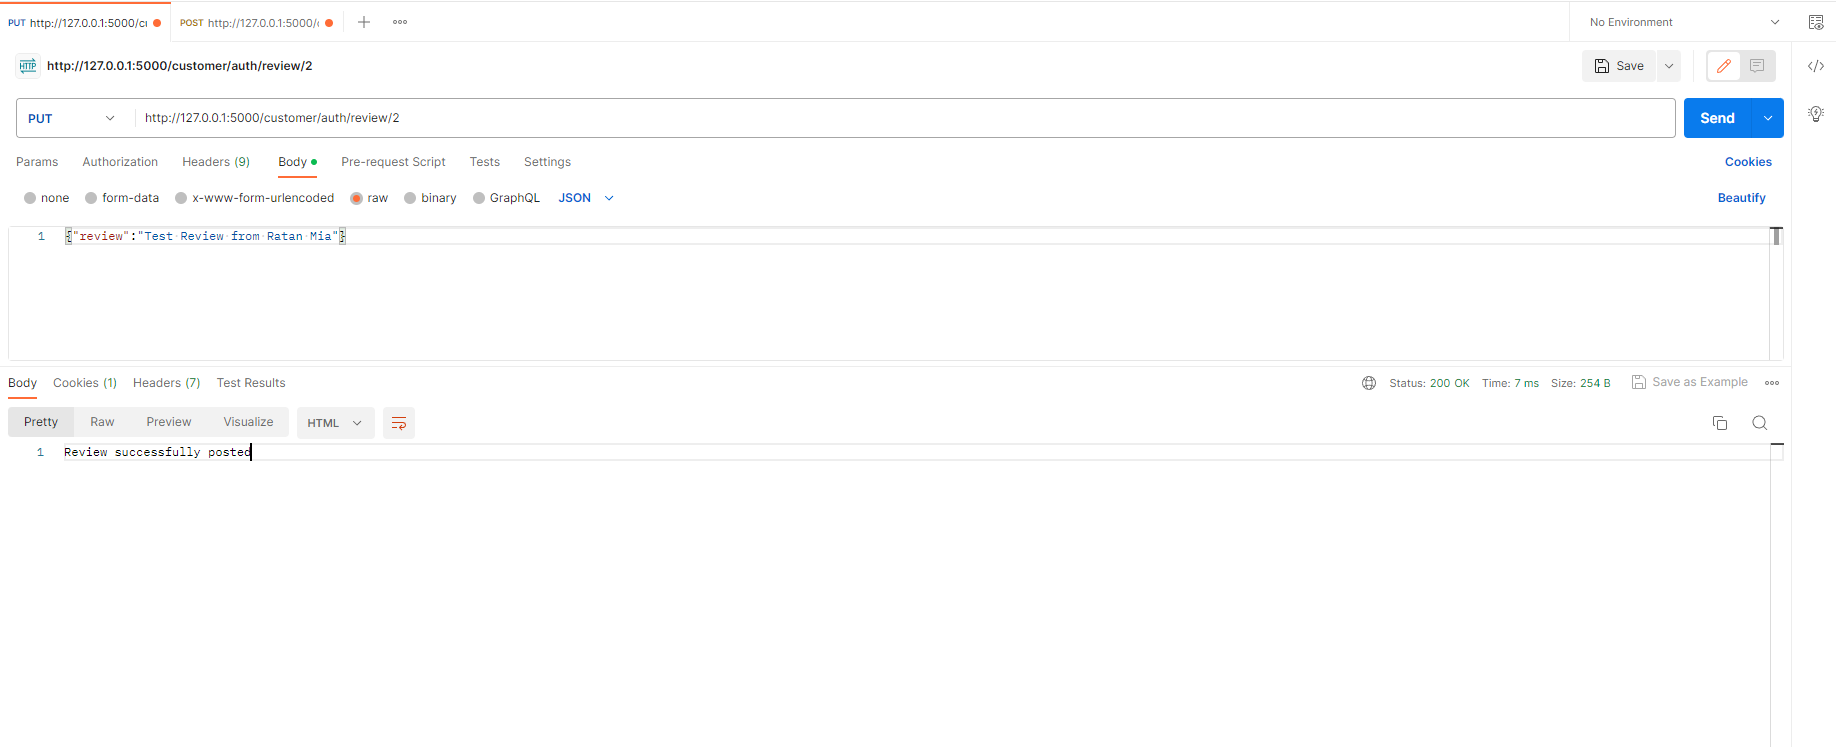 PUT http://127.0.0.1:5000/cu
POST http://127.0.0.1:5000/
No Environment
HTTP http://127.0.0.1:5000/customer/auth/review/2
Save
PUT http://127.0.0.1:5000/customer/auth/review/2
Send
Params Authorization Headers (9) Body Pre-request Script Tests Settings Cookies
none form-data x-www-form-urlencoded raw binary GraphQL JSON Beautify
1 {"review":"Test Review from Ratan Mia"}
Body Cookies (1) Headers (7) Test Results Status: 200 OK Time: 7 ms Size: 254 B Save as Example
Pretty Raw Preview Visualize HTML
1 Review successfully posted